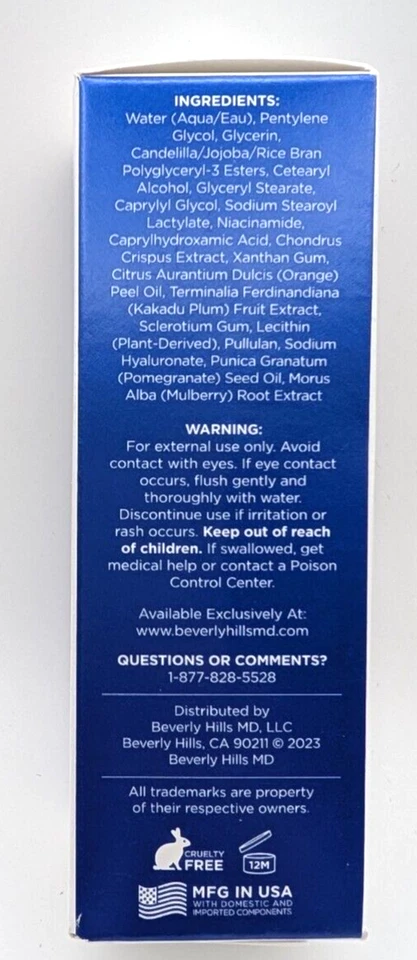 INGREDIENTS:
Water (Aqua/Eau), Pentylene
Glycol, Glycerin,
Candelilla/Jojoba/Rice Bran
Polyglyceryl-3 Esters, Cetearyl
Alcohol, Glyceryl Stearate,
Caprylyl Glycol, Sodium Stearoyl
Lactylate, Niacinamide,
Caprylhydroxamic Acid, Chondrus
Crispus Extract, Xanthan Gum,
Citrus Aurantium Dulcis (Orange)
Peel Oil, Terminalia Ferdinandiana
(Kakadu Plum) Fruit Extract,
Sclerotium Gum, Lecithin
(Plant-Derived), Pullulan, Sodium
Hyaluronate, Punica Granatum
(Pomegranate) Seed Oil, Morus
Alba (Mulberry) Root Extract
WARNING:
For external use only. Avoid
contact with eyes. If eye contact
occurs, flush gently and
thoroughly with water.
Discontinue use if irritation or
rash occurs. Keep out of reach
of children. If swallowed, get
medical help or contact a Poison
Control Center.
Available Exclusively At:
www.beverlyhillsmd.com
QUESTIONS OR COMMENTS?
1-877-828-5528
Distributed by
Beverly Hills MD, LLC
Beverly Hills, CA 90211 © 2023
Beverly Hills MD
All trademarks are property
of their respective owners.
CRUELTY
FREE
12M
MFG IN USA
WITH DOMESTIC AND
IMPORTED COMPONENTS